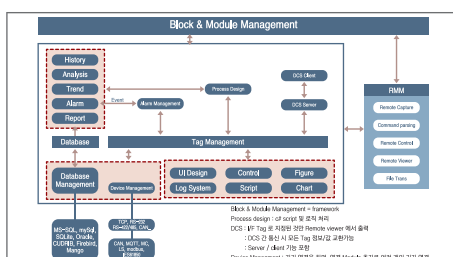 Block & Module Management
History
Analysis
Trend
Alarm
Report
Event
Alarm Management
Process Design
DCS Client
DCS Server
RMM
Remote Capture
Command parsing
Remote Control
Remote Viewer
File Trans
Database
Tag Management
Database
Management
Device Management
UI Design
Control
Figure
Log System
Script
Chart
MS-SQL, mySql,
SQLite, Oracle,
CUDRIB, Firebird,
Mango
TCP, RS-232
RS-422/485, CAN,
CAN, MQTT, MC,
LS, modbus,
Block & Module Management = framework
Process design : c# script 및 로직 처리
DCS : I/F Tag 로 지정된 것만 Remote viewer 에서 출력
: DCS 간 통신 시 모든 Tag 정보/값 교환가능
: Server / client 기능 포함